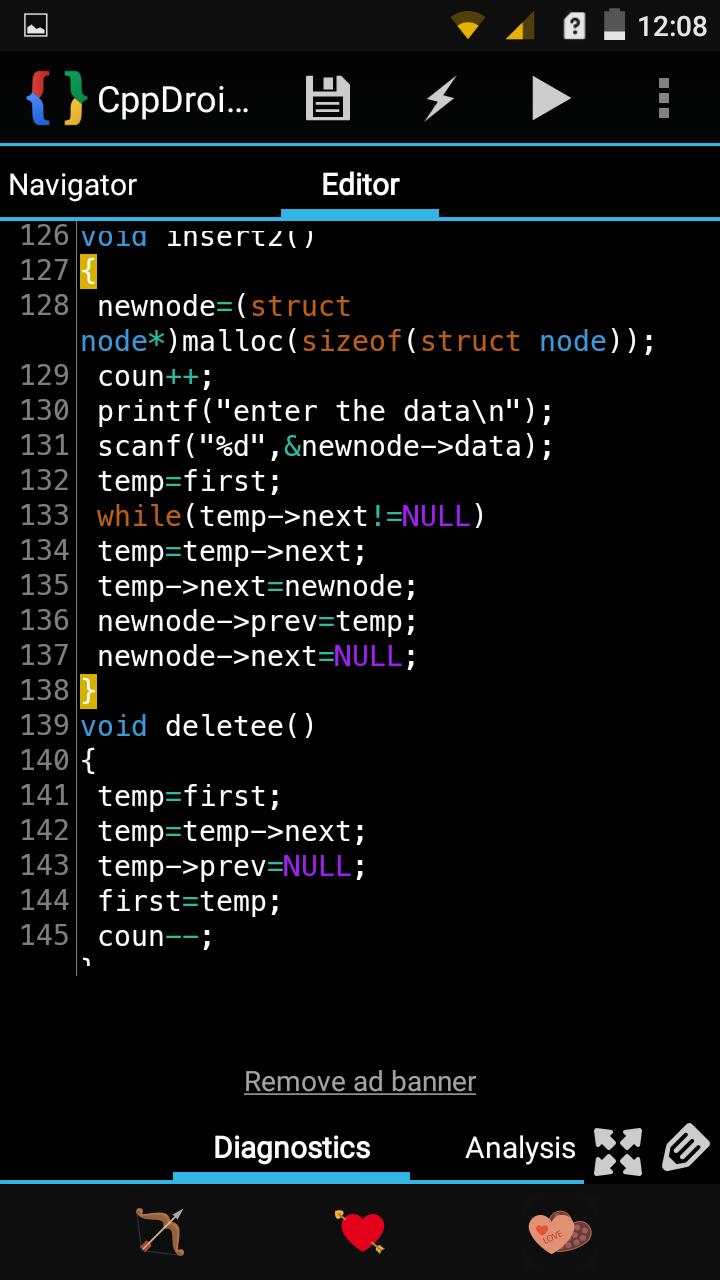 12:08
CppDroi...
Navigator Editor
126 void insert2()
127 {
128 newnode=(struct
node*)malloc(sizeof(struct node));
129 coun++;
130 printf("enter the data\n");
131 scanf("%d",&newnode->data);
132 temp=first;
133 while(temp->next!=NULL)
134 temp=temp->next;
135 temp->next=newnode;
136 newnode->prev=temp;
137 newnode->next=NULL;
138 }
139 void deletee()
140 {
141 temp=first;
142 temp=temp->next;
143 temp->prev=NULL;
144 first=temp;
145 coun--;
}
Remove ad banner
Diagnostics Analysis
LOVE